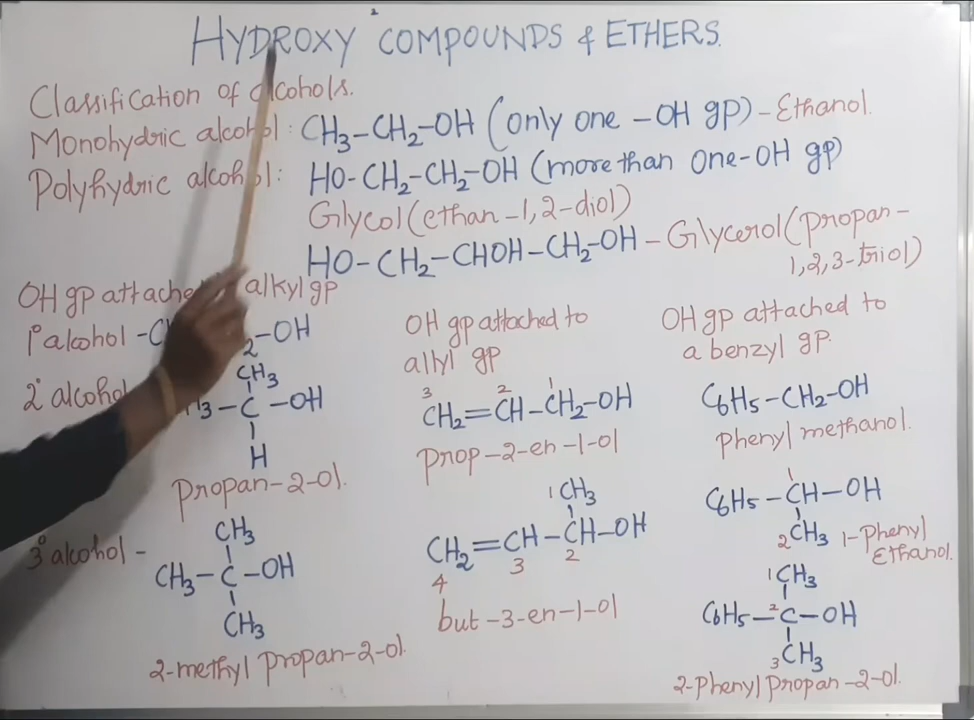 HYDROXY COMPOUNDS & ETHERS.
Classification of alcohols.
Monohydric alcohol: CH3-CH2-OH (only one -OH gp) - Ethanol.
Polyhydric alcohol: HO-CH2-CH2-OH (more than one-OH gp)
Glycol (ethan-1,2-diol)
HO-CH2-CHOH-CH2-OH - Glycerol (propan-
1,2,3-triol)
OH gp attached alkyl gp
1° alcohol - 2-OH
2° alcohol
CH3
H3-C-OH
H
Propan-2-ol.
3° alcohol -
CH3
CH3-C-OH
CH3
2-methyl propan-2-ol.
OH gp attached to
allyl gp
3 2 1
CH2=CH-CH2-OH
prop-2-en-1-ol
1CH3
CH2=CH-CH-OH
4 3 2
but-3-en-1-ol
OH gp attached to
a benzyl gp.
C6H5-CH2-OH
phenyl methanol.
1
C6H5-CH-OH
2CH3 1-Phenyl
Ethanol.
1CH3
C6H5-2C-OH
3CH3
2-Phenyl Propan-2-ol.